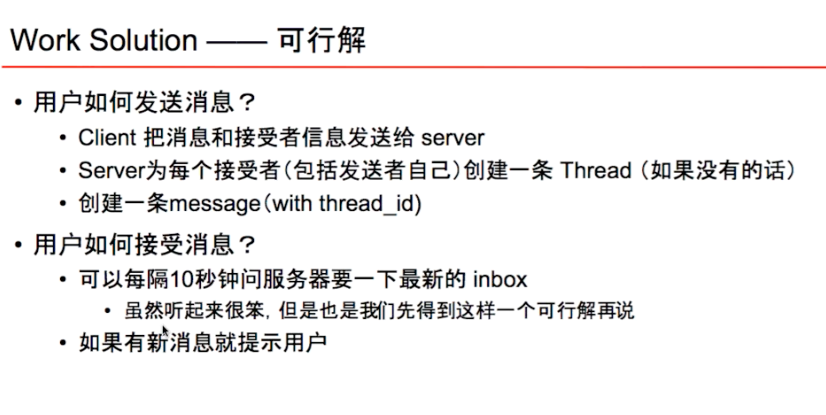 Work Solution —— 可行解
• 用户如何发送消息？
• Client 把消息和接受者信息发送给 server
• Server为每个接受者（包括发送者自己）创建一条 Thread （如果没有的话）
• 创建一条message（with thread_id)
• 用户如何接受消息？
• 可以每隔10秒钟问服务器要一下最新的 inbox
• 虽然听起来很笨，但是也是我们先得到这样一个可行解再说
• 如果有新消息就提示用户